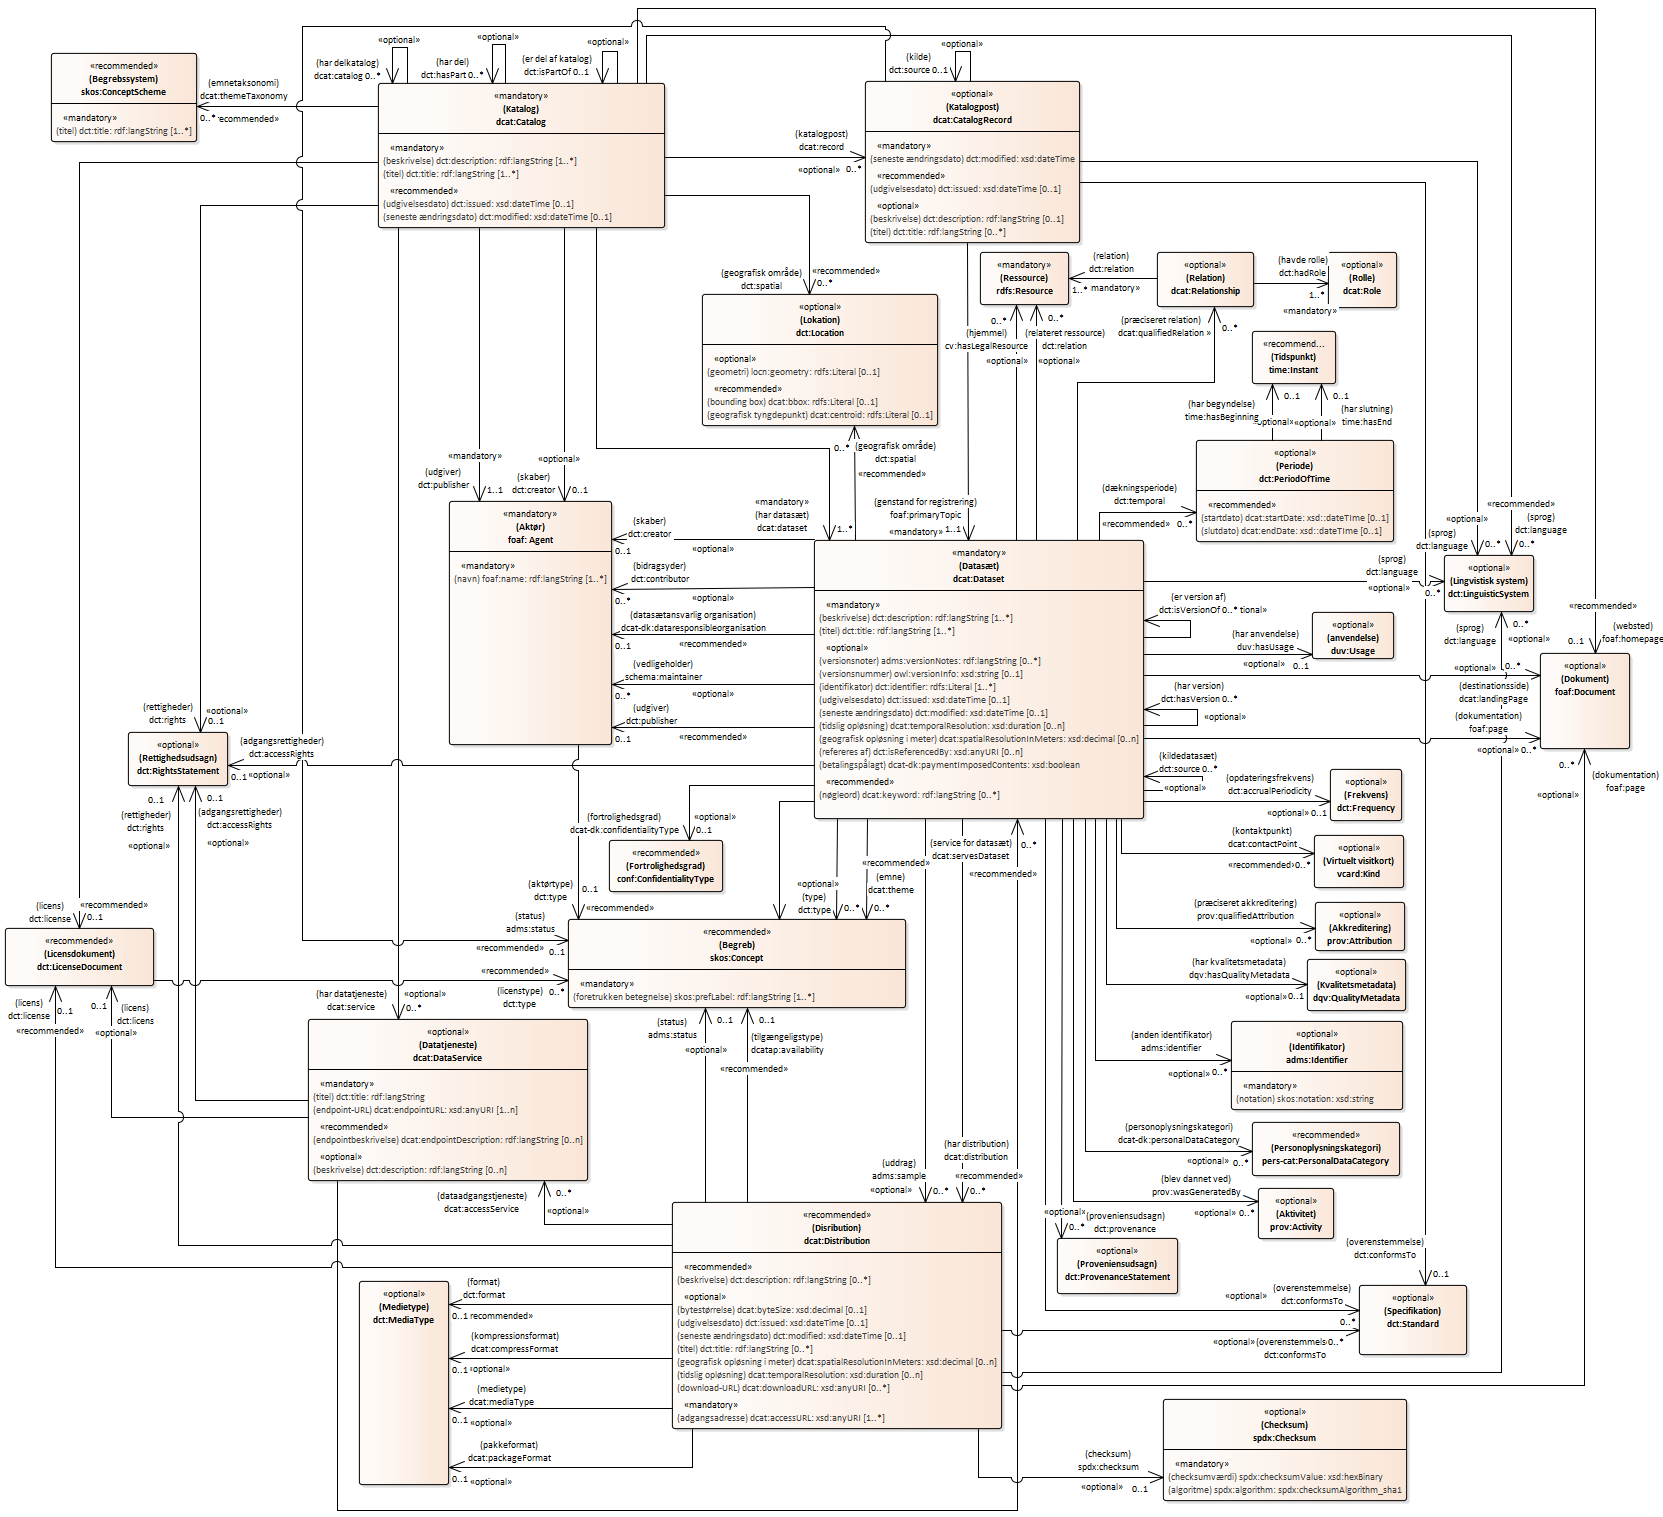 «recommended»
(Begrebssystem)
skos:ConceptScheme
«mandatory»
(titel) dct:title: rdf:langString [1..*]
(emnetaksonomi)
dcat:themeTaxonomy
0..*
(har delkatalog)
dcat:catalog 0..*
«optional»
(har del)
dct:hasPart 0..*
«optional»
(er del af katalog)
dct:isPartOf 0..1
«optional»
«mandatory»
(Katalog)
dcat:Catalog
«mandatory»
(beskrivelse) dct:description: rdf:langString [1..*]
(titel) dct:title: rdf:langString [1..*]
«recommended»
(udgivelsesdato) dct:issued: xsd:dateTime [0..1]
(seneste ændringsdato) dct:modified: xsd:dateTime [0..1]
(katalogpost)
dcat:record
«optional» 0..*
(kilde)
dct:source 0..1
«optional»
«optional»
(Katalogpost)
dcat:CatalogRecord
«mandatory»
(seneste ændringsdato) dct:modified: xsd:dateTime
«recommended»
(udgivelsesdato) dct:issued: xsd:dateTime [0..1]
«optional»
(beskrivelse) dct:description: rdf:langString [0..1]
(titel) dct:title: rdf:langString [0..*]
(geografisk område)
dct:spatial
«recommended»
0..*
«optional»
(Lokation)
dct:Location
«optional»
(geometri) locn:geometry: rdfs:Literal [0..1]
«recommended»
(bounding box) dcat:bbox: rdfs:Literal [0..1]
(geografisk tyngdepunkt) dcat:centroid: rdfs:Literal [0..1]
0..* (geografisk område)
dct:spatial
«recommended»
«mandatory»
(Ressource)
rdfs:Resource
(relation)
dct:relation
1..* mandatory»
«optional»
(Relation)
dcat:Relationship
(havde rolle)
dct:hadRole
1..*
«mandatory»
«optional»
(Rolle)
dcat:Role
0..*
(hjemmel)
cv:hasLegalResource
«optional»
0..*
(relateret ressource)
dct:relation
«optional»
(præciseret relation)
dcat:qualifiedRelation »
0..*
«recommend...
(Tidspunkt)
time:Instant
(har begyndelse)
time:hasBeginning
0..1
optional»
0..1
(har slutning)
time:hasEnd
«optional»
«optional»
(Periode)
dct:PeriodOfTime
«recommended»
(startdato) dcat:startDate: xsd::dateTime [0..1]
(slutdato) dcat:endDate: xsd::dateTime [0..1]
(dækningsperiode)
dct:temporal
«recommended» 0..*
«mandatory»
(udgiver)
dct:publisher
1..1
«optional»
(skaber)
dct:creator
0..1
«mandatory»
(har datasæt)
dcat:dataset
1..*
(genstand for registrering)
foaf:primaryTopic
«mandatory» 1..1
«mandatory»
(Aktør)
foaf: Agent
«mandatory»
(navn) foaf:name: rdf:langString [1..*]
(skaber)
dct:creator
0..1
«optional»
(bidragsyder)
dct:contributor
0..*
«optional»
(datasætansvarlig organisation)
dcat-dk:dataresponsibleorganisation
0..1
«recommended»
(vedligeholder)
schema:maintainer
0..*
«optional»
(udgiver)
dct:publisher
0..1
«recommended»
«mandatory»
(Datasæt)
dcat:Dataset
«mandatory»
(beskrivelse) dct:description: rdf:langString [1..*]
(titel) dct:title: rdf:langString [1..*]
«optional»
(versionsnoter) adms:versionNotes: rdf:langString [0..*]
(versionsnummer) owl:versionInfo: xsd:string [0..1]
(identifikator) dct:identifier: rdfs:Literal [1..*]
(udgivelsesdato) dct:issued: xsd:dateTime [0..1]
(seneste ændringsdato) dct:modified: xsd:dateTime [0..1]
(tidslig opløsning) dcat:temporalResolution: xsd:duration [0..n]
(geografisk opløsning i meter) dcat:spatialResolutionInMeters: xsd:decimal [0..n]
(refereres af) dct:isReferencedBy: xsd:anyURI [0..n]
(betalingspålagt) dcat-dk:paymentImposedContents: xsd:boolean
«recommended»
(nøgleord) dcat:keyword: rdf:langString [0..*]
«optional»
(sprog)
dct:language
0..*
«recommended»
(sprog)
dct:language
0..*
(sprog)
dct:language
«optional»
0..*
«optional»
(Lingvistisk system)
dct:LinguisticSystem
(sprog)
dct:language
0..*
«optional»
«recommended»
(websted)
foaf:homepage
0..1
(er version af)
dct:isVersionOf 0..* tional»
(har anvendelse)
duv:hasUsage
«optional» 0..1
«optional»
(anvendelse)
duv:Usage
«optional» 0..*
(destinationsside)
dcat:landingPage
«optional»
(Dokument)
foaf:Document
(har version)
dct:hasVersion 0..*
«optional»
(dokumentation)
foaf:page
«optional» 0..*
0..*
(dokumentation)
foaf:page
«optional»
(kildedatasæt)
dct:source 0..*
«optional»
(opdateringsfrekvens)
dct:accrualPeriodicity
«optional» 0..1
«optional»
(Frekvens)
dct:Frequency
(kontaktpunkt)
dcat:contactPoint
«recommended» 0..*
«optional»
(Virtuelt visitkort)
vcard:Kind
(præciseret akkreditering)
prov:qualifiedAttribution
«optional» 0..*
«optional»
(Akkreditering)
prov:Attribution
(har kvalitetsmetadata)
dqv:hasQualityMetadata
«optional» 0..1
«optional»
(Kvalitetsmetadata)
dqv:QualityMetadata
(anden identifikator)
adms:identifier
«optional» 0..*
«optional»
(Identifikator)
adms:Identifier
«mandatory»
(notation) skos:notation: xsd:string
(personoplysningskategori)
dcat-dk:personalDataCategory
«optional» 0..*
«recommended»
(Personoplysningskategori)
pers-cat:PersonalDataCategory
(blev dannet ved)
prov:wasGeneratedBy
«optional» 0..*
«optional»
(Aktivitet)
prov:Activity
«optional»
0..*
(proveniensudsagn)
dct:provenance
«optional»
(Proveniensudsagn)
dct:ProvenanceStatement
(overenstemmelse)
dct:conformsTo
0..1
(overenstemmelse)
dct:conformsTo
«optional»
0..*
«optional»
(Specifikation)
dct:Standard
«optional» (overenstemmels 0..*
dct:conformsTo
(rettigheder)
dct:rights
«optional»
0..1
«optional»
(Rettighedsudsagn)
dct:RightsStatement
(adgangsrettigheder)
dct:accessRights
0..1 «optional»
0..1
(rettigheder)
dct:rights
«optional»
0..1
(adgangsrettigheder)
dct:accessRights
«optional»
(fortrolighedsgrad)
dcat-dk:confidentialityType
«optional»
0..1
«recommended»
(Fortrolighedsgrad)
conf:ConfidentialityType
(aktørtype)
dct:type
0..1
«recommended»
«optional»
(type)
dct:type
0..*
«recommended»
(emne)
dcat:theme
0..*
(service for datasæt)
dcat:servesDataset
0..*
«recommended»
(status)
adms:status
«recommended» 0..1
«recommended»
(licenstype)
dct:type
0..*
«recommended»
(Begreb)
skos:Concept
«mandatory»
(foretrukken betegnelse) skos:prefLabel: rdf:langString [1..*]
(licens)
dct:license
«recommended»
0..1
«recommended»
(Licensdokument)
dct:LicenseDocument
(licens)
dct:license
0..1
«recommended»
0..1
(licens)
dct:licens
«optional»
(har datatjeneste)
dcat:service
«optional»
0..*
«optional»
(Datatjeneste)
dcat:DataService
«mandatory»
(titel) dct:title: rdf:langString
(endpoint-URL) dcat:endpointURL: xsd:anyURI [1..n]
«recommended»
(endpointbeskrivelse) dcat:endpointDescription: rdf:langString [0..n]
«optional»
(beskrivelse) dct:description: rdf:langString [0..n]
(status)
adms:status
«optional»
0..1
0..1
(tilgængeligstype)
dcatap:availability
«recommended»
(dataadgangstjeneste)
dcat:accessService
0..*
«optional»
(uddrag)
adms:sample
«optional»
0..*
(har distribution)
dcat:distribution
«recommended»
0..*
«recommended»
(Disribution)
dcat:Distribution
«recommended»
(beskrivelse) dct:description: rdf:langString [0..*]
«optional»
(bytestørrelse) dcat:byteSize: xsd:decimal [0..1]
(udgivelsesdato) dct:issued: xsd:dateTime [0..1]
(seneste ændringsdato) dct:modified: xsd:dateTime [0..1]
(titel) dct:title: rdf:langString [0..*]
(geografisk opløsning i meter) dcat:spatialResolutionInMeters: xsd:decimal [0..n]
(tidslig opløsning) dcat:temporalResolution: xsd:duration [0..n]
(download-URL) dcat:downloadURL: xsd:anyURI [0..*]
«mandatory»
(adgangsadresse) dcat:accessURL: xsd:anyURI [1..*]
«optional»
(Medietype)
dct:MediaType
(format)
dct:format
0..1 recommended»
(kompressionsformat)
dcat:compressFormat
0..1 «optional»
(medietype)
dcat:mediaType
0..1 «optional»
(pakkeformat)
dcat:packageFormat
0..1 «optional»
(checksum)
spdx:checksum
«optional» 0..1
«optional»
(Checksum)
spdx:Checksum
«mandatory»
(checksumværdi) spdx:checksumValue: xsd:hexBinary
(algoritme) spdx:algorithm: spdx:checksumAlgorithm_sha1